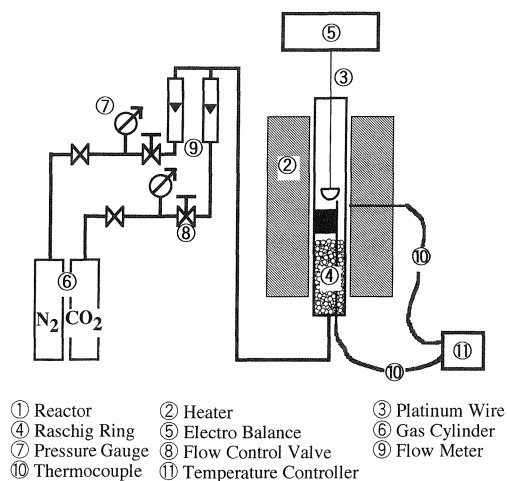 ⑤
③
⑦
②
⑨
④
⑧
⑥
⑩
N2 CO2
⑪
⑩
① Reactor ② Heater ③ Platinum Wire
④ Raschig Ring ⑤ Electro Balance ⑥ Gas Cylinder
⑦ Pressure Gauge ⑧ Flow Control Valve ⑨ Flow Meter
⑩ Thermocouple ⑪ Temperature Controller